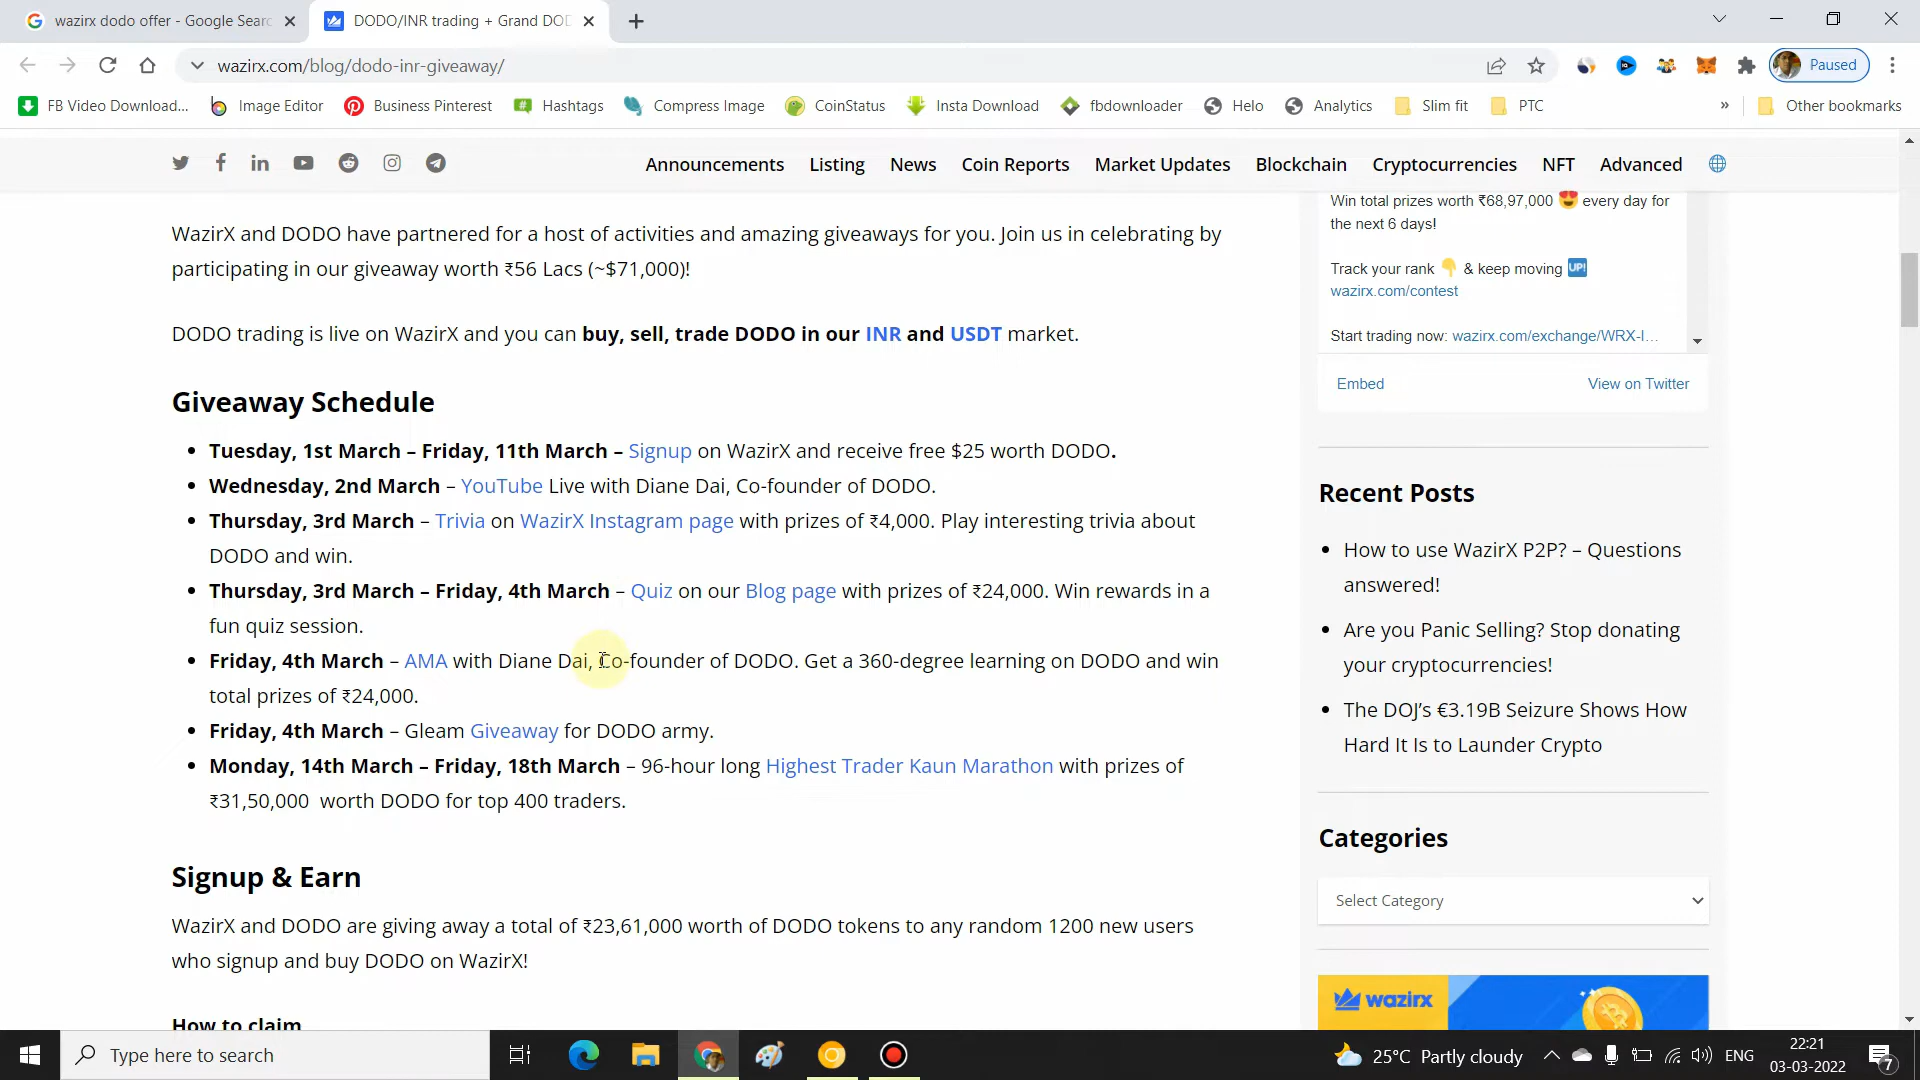 wazirx dodo offer - Google Searc
DODO/INR trading + Grand DOD
wazirx.com/blog/dodo-inr-giveaway/
Paused
FB Video Download...
Image Editor
Business Pinterest
Hashtags
Compress Image
CoinStatus
Insta Download
fbdownloader
Helo
Analytics
Slim fit
PTC
»
Other bookmarks
Announcements
Listing
News
Coin Reports
Market Updates
Blockchain
Cryptocurrencies
NFT
Advanced
WazirX and DODO have partnered for a host of activities and amazing giveaways for you. Join us in celebrating by
participating in our giveaway worth ₹56 Lacs (~$71,000)!
DODO trading is live on WazirX and you can buy, sell, trade DODO in our INR and USDT market.
Giveaway Schedule
• Tuesday, 1st March – Friday, 11th March – Signup on WazirX and receive free $25 worth DODO.
• Wednesday, 2nd March – YouTube Live with Diane Dai, Co-founder of DODO.
• Thursday, 3rd March – Trivia on WazirX Instagram page with prizes of ₹4,000. Play interesting trivia about
DODO and win.
• Thursday, 3rd March – Friday, 4th March – Quiz on our Blog page with prizes of ₹24,000. Win rewards in a
fun quiz session.
• Friday, 4th March – AMA with Diane Dai, Co-founder of DODO. Get a 360-degree learning on DODO and win
total prizes of ₹24,000.
• Friday, 4th March – Gleam Giveaway for DODO army.
• Monday, 14th March – Friday, 18th March – 96-hour long Highest Trader Kaun Marathon with prizes of
₹31,50,000 worth DODO for top 400 traders.
Signup & Earn
WazirX and DODO are giving away a total of ₹23,61,000 worth of DODO tokens to any random 1200 new users
who signup and buy DODO on WazirX!
How to claim
Win total prizes worth ₹68,97,000 😍 every day for
the next 6 days!
Track your rank 👇 & keep moving 🆙
wazirx.com/contest
Start trading now: wazirx.com/exchange/WRX-I…
Embed
View on Twitter
Recent Posts
• How to use WazirX P2P? – Questions
answered!
• Are you Panic Selling? Stop donating
your cryptocurrencies!
• The DOJ's €3.19B Seizure Shows How
Hard It Is to Launder Crypto
Categories
Select Category
wazirx
Type here to search
25°C Partly cloudy
ENG
22:21
03-03-2022
7